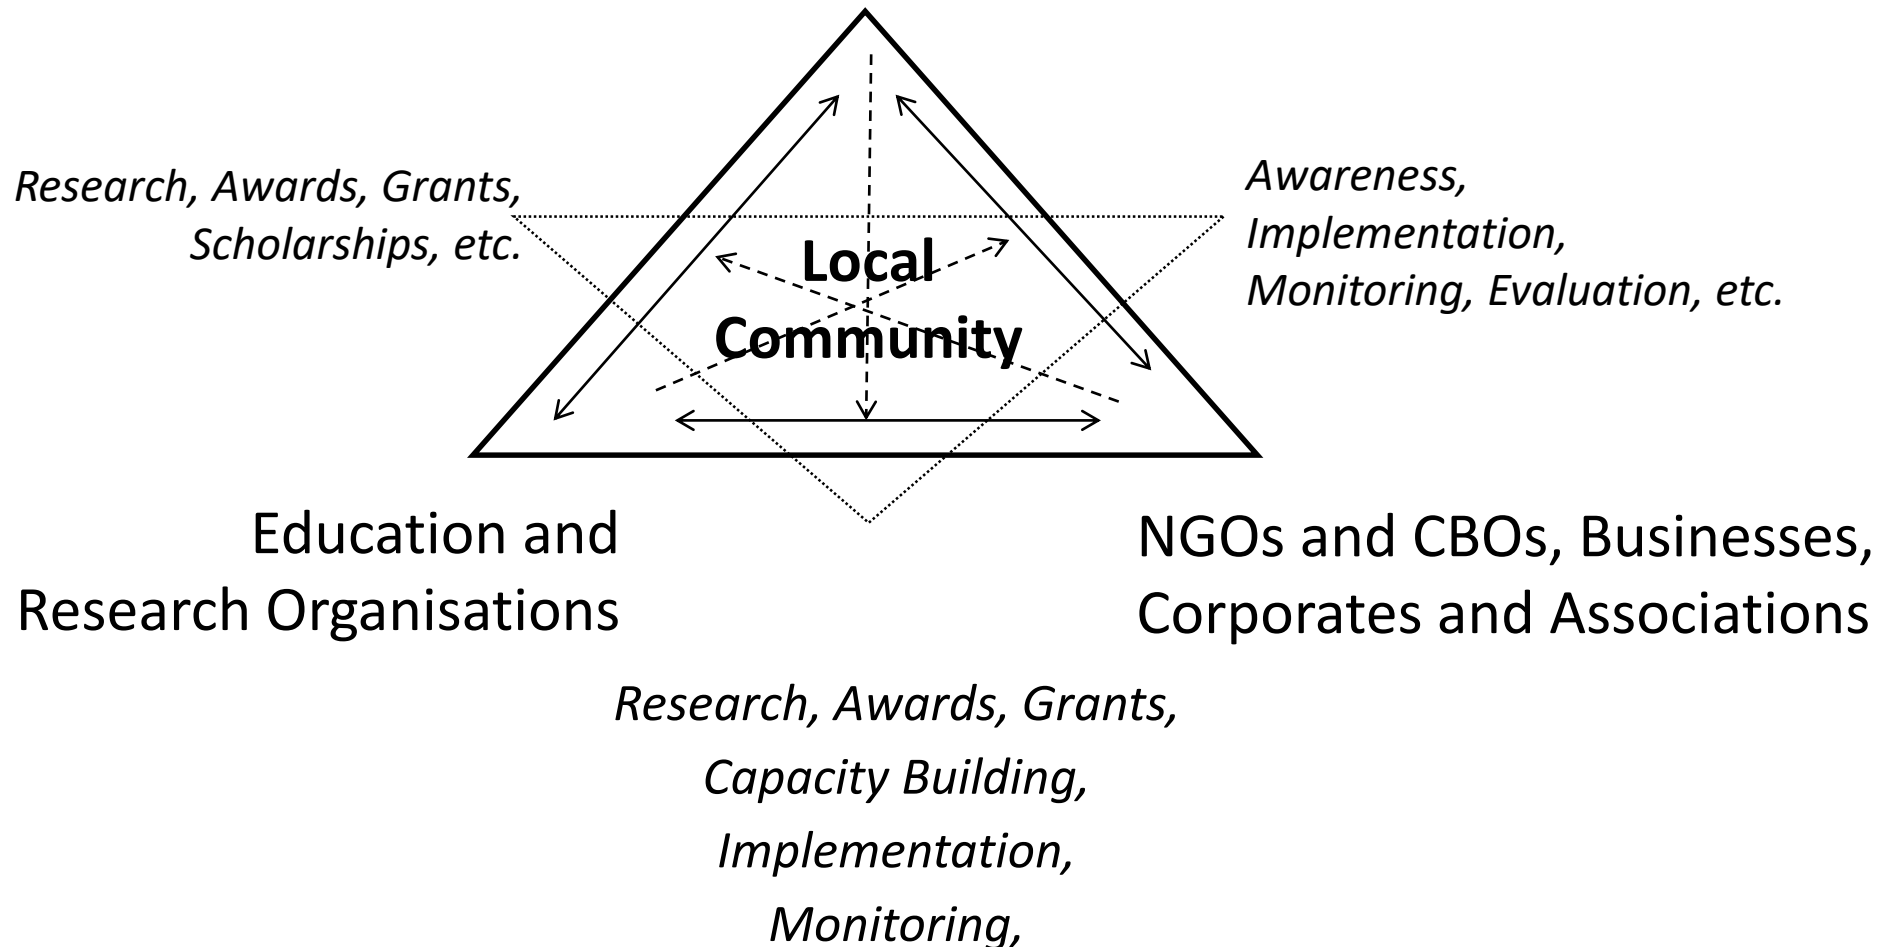 Research, Awards, Grants,
Scholarships, etc.
Awareness,
Implementation,
Monitoring, Evaluation, etc.
Local
Community
Education and
Research Organisations
NGOs and CBOs, Businesses,
Corporates and Associations
Research, Awards, Grants,
Capacity Building,
Implementation,
Monitoring,